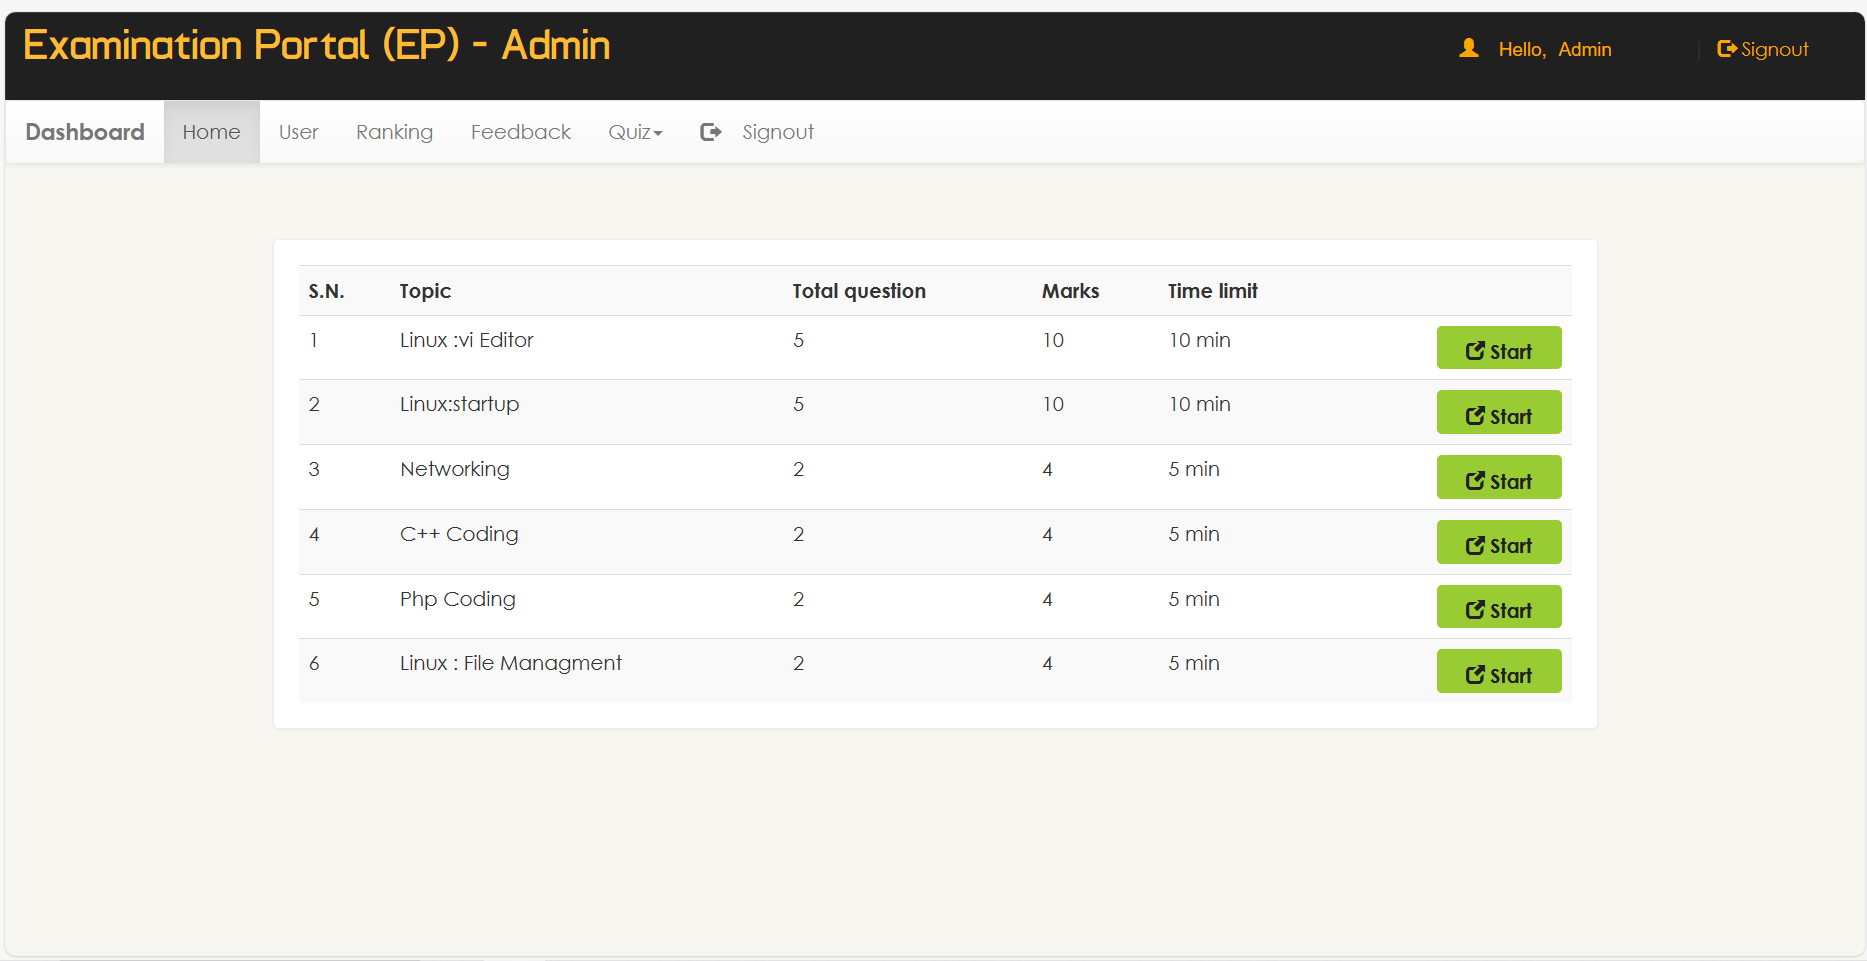 Examination Portal (EP) - Admin
Hello, Admin
Signout
Dashboard Home User Ranking Feedback Quiz Signout
S.N. Topic Total question Marks Time limit
1 Linux :vi Editor 5 10 10 min Start
2 Linux:startup 5 10 10 min Start
3 Networking 2 4 5 min Start
4 C++ Coding 2 4 5 min Start
5 Php Coding 2 4 5 min Start
6 Linux : File Managment 2 4 5 min Start